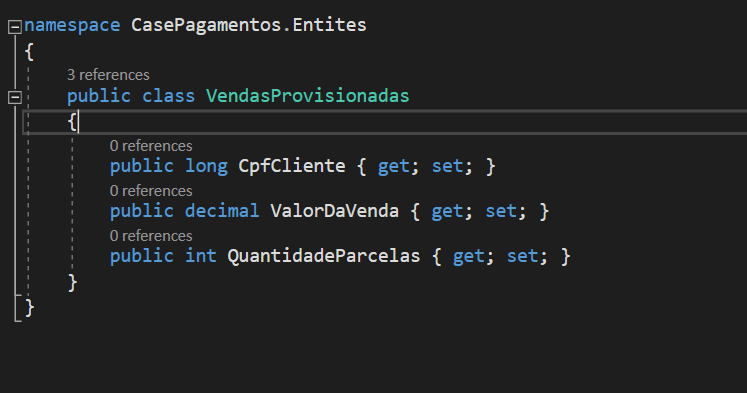 namespace CasePagamentos.Entites
{
3 references
public class VendasProvisionadas
{
0 references
public long CpfCliente { get; set; }
0 references
public decimal ValorDaVenda { get; set; }
0 references
public int QuantidadeParcelas { get; set; }
}
}